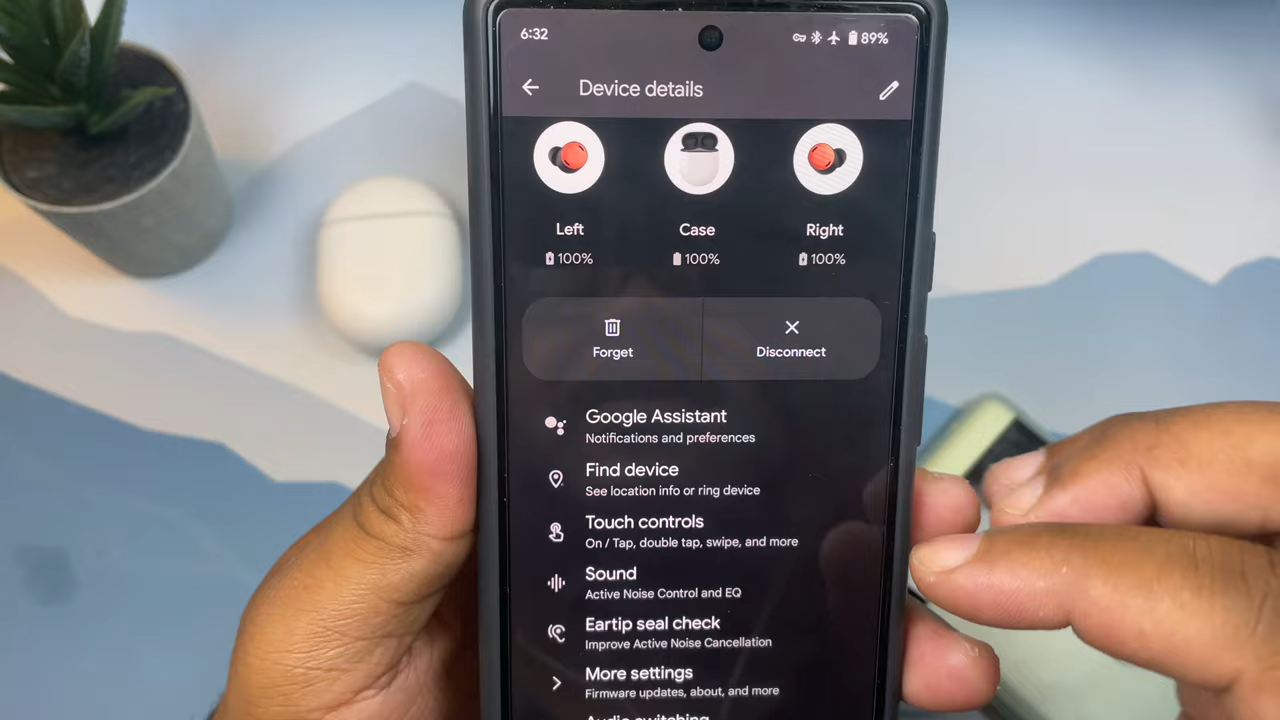 6:32
89%
Device details
Left
Case
Right
100%
100%
100%
Forget
Disconnect
Google Assistant
Notifications and preferences
Find device
See location info or ring device
Touch controls
On / Tap, double tap, swipe, and more
Sound
Active Noise Control and EQ
Eartip seal check
Improve Active Noise Cancellation
More settings
Firmware updates, about, and more
Audio switching